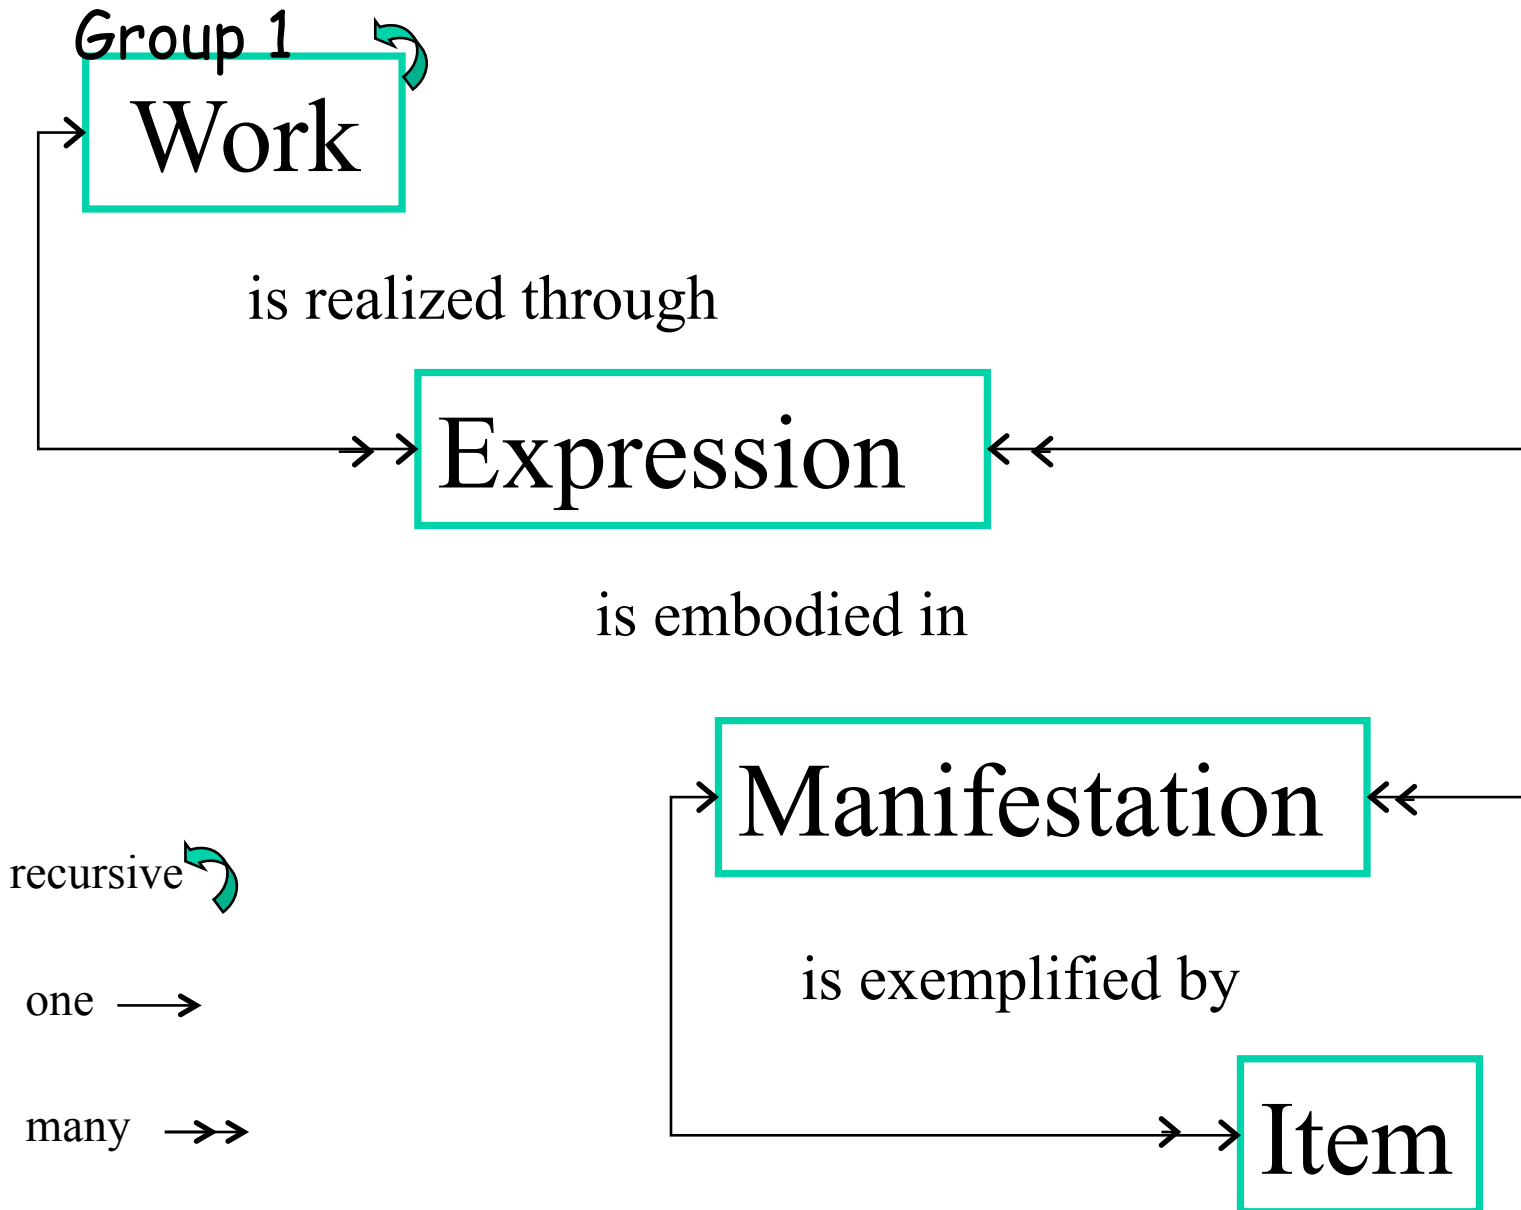 Group 1
Work
is realized through
Expression
is embodied in
Manifestation
recursive
is exemplified by
one
many
Item